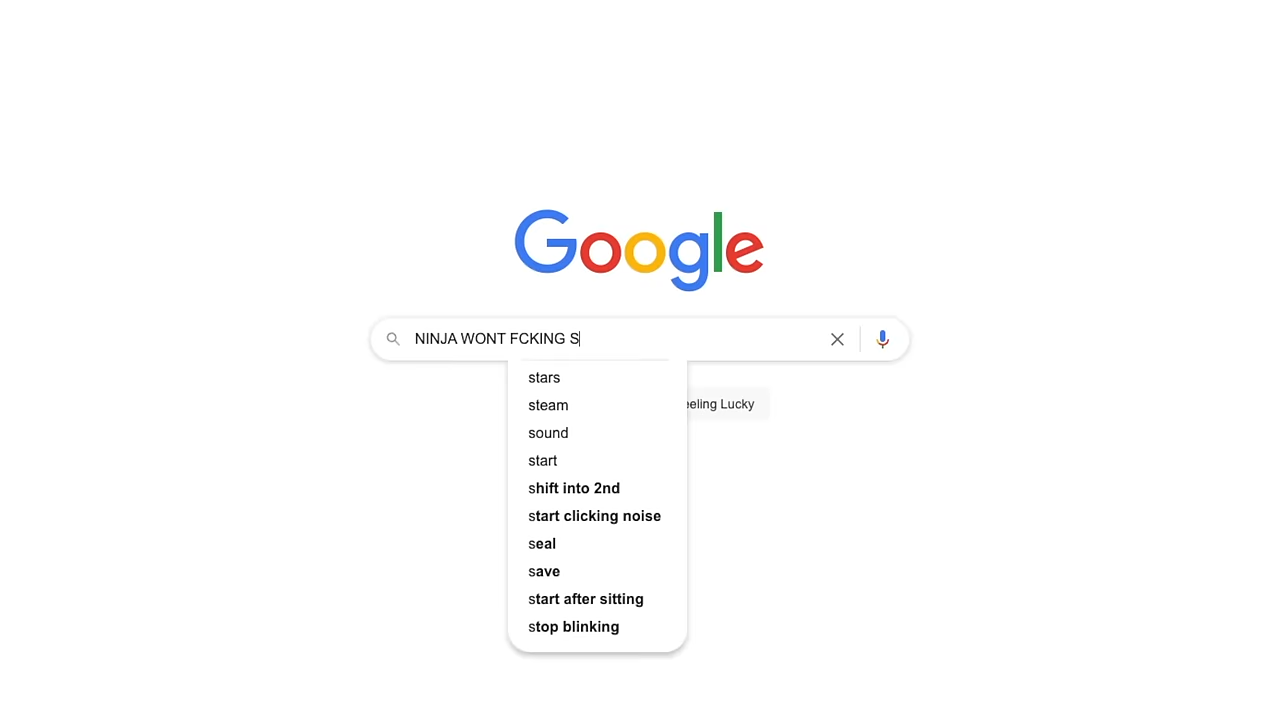 Google
NINJA WONT FCKING S
stars
eeling Lucky
steam
sound
start
shift into 2nd
start clicking noise
seal
save
start after sitting
stop blinking